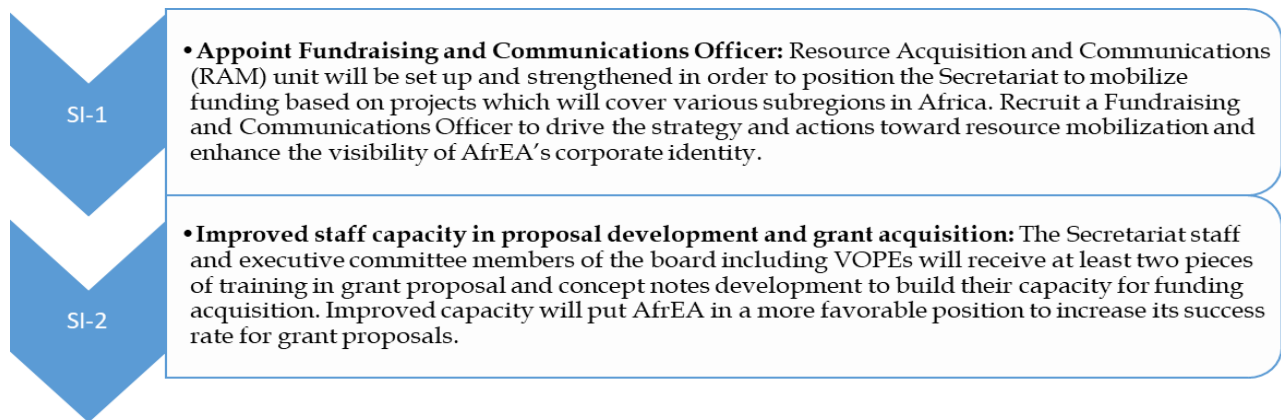 SI-1
•Appoint Fundraising and Communications Officer: Resource Acquisition and Communications
(RAM) unit will be set up and strengthened in order to position the Secretariat to mobilize
funding based on projects which will cover various subregions in Africa. Recruit a Fundraising
and Communications Officer to drive the strategy and actions toward resource mobilization and
enhance the visibility of AfrEA’s corporate identity.
SI-2
•Improved staff capacity in proposal development and grant acquisition: The Secretariat staff
and executive committee members of the board including VOPEs will receive at least two pieces
of training in grant proposal and concept notes development to build their capacity for funding
acquisition. Improved capacity will put AfrEA in a more favorable position to increase its success
rate for grant proposals.